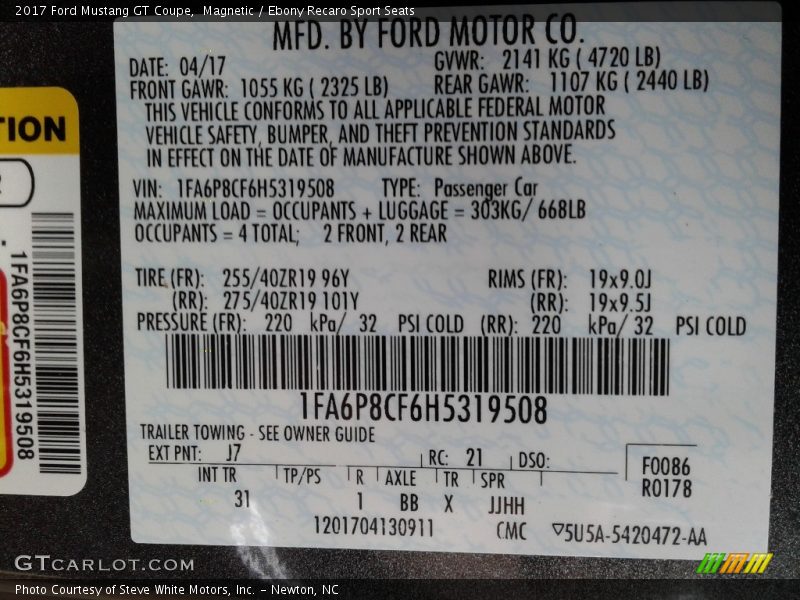 2017 Ford Mustang GT Coupe,  Magnetic / Ebony Recaro Sport Seats
MFD. BY FORD MOTOR CO.
DATE: 04/17 GVWR: 2141 KG ( 4720 LB)
FRONT GAWR: 1055 KG ( 2325 LB) REAR GAWR: 1107 KG ( 2440 LB)
THIS VEHICLE CONFORMS TO ALL APPLICABLE FEDERAL MOTOR
VEHICLE SAFETY, BUMPER, AND THEFT PREVENTION STANDARDS
IN EFFECT ON THE DATE OF MANUFACTURE SHOWN ABOVE.
VIN: 1FA6P8CF6H5319508 TYPE: Passenger Car
MAXIMUM LOAD = OCCUPANTS + LUGGAGE = 303KG/ 668LB
OCCUPANTS = 4 TOTAL; 2 FRONT, 2 REAR
TIRE (FR): 255/40ZR19 96Y RIMS (FR): 19x9.0J
(RR): 275/40ZR19 101Y (RR): 19x9.5J
PRESSURE (FR): 220 kPa/ 32 PSI COLD (RR): 220 kPa/ 32 PSI COLD
1FA6P8CF6H5319508
TRAILER TOWING - SEE OWNER GUIDE
EXT PNT: J7 RC: 21 DSO:
F0086
R0178
INT TR TP/PS R AXLE TR SPR
31 1 BB X JJHH
1201704130911 CMC ▽5U5A-5420472-AA
TION
1FA6P8CF6H5319508
GTCARLOT.COM
Photo Courtesy of Steve White Motors, Inc. – Newton, NC